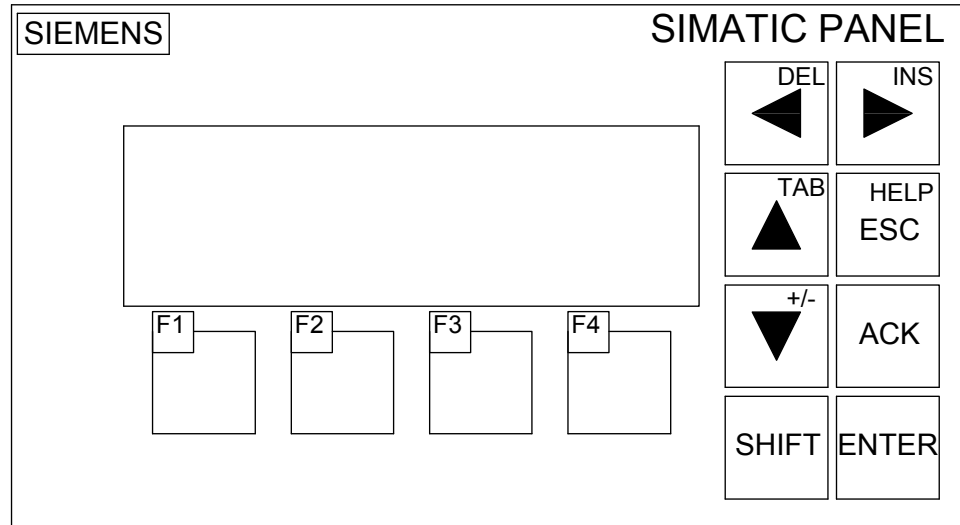 SIEMENS
SIMATIC PANEL
DEL
INS
TAB
HELP
ESC
+/-
ACK
F1
F2
F3
F4
SHIFT
ENTER